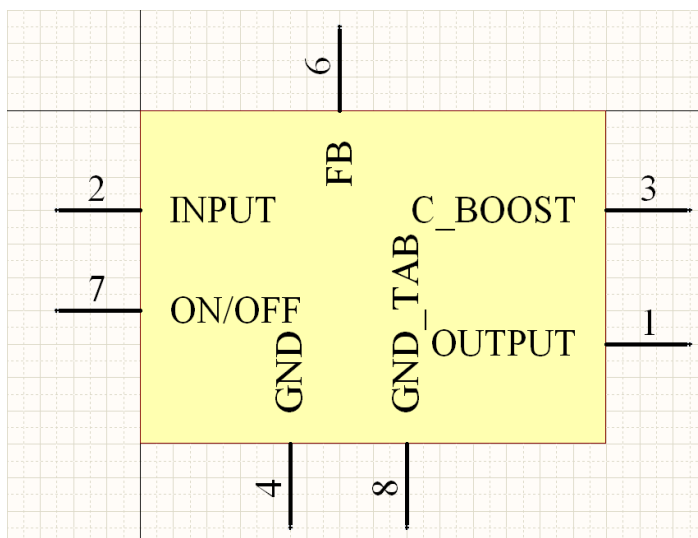 6
FB
2
INPUT
C_BOOST
3
7
ON/OFF
GND_TAB
OUTPUT
1
GND
4
8